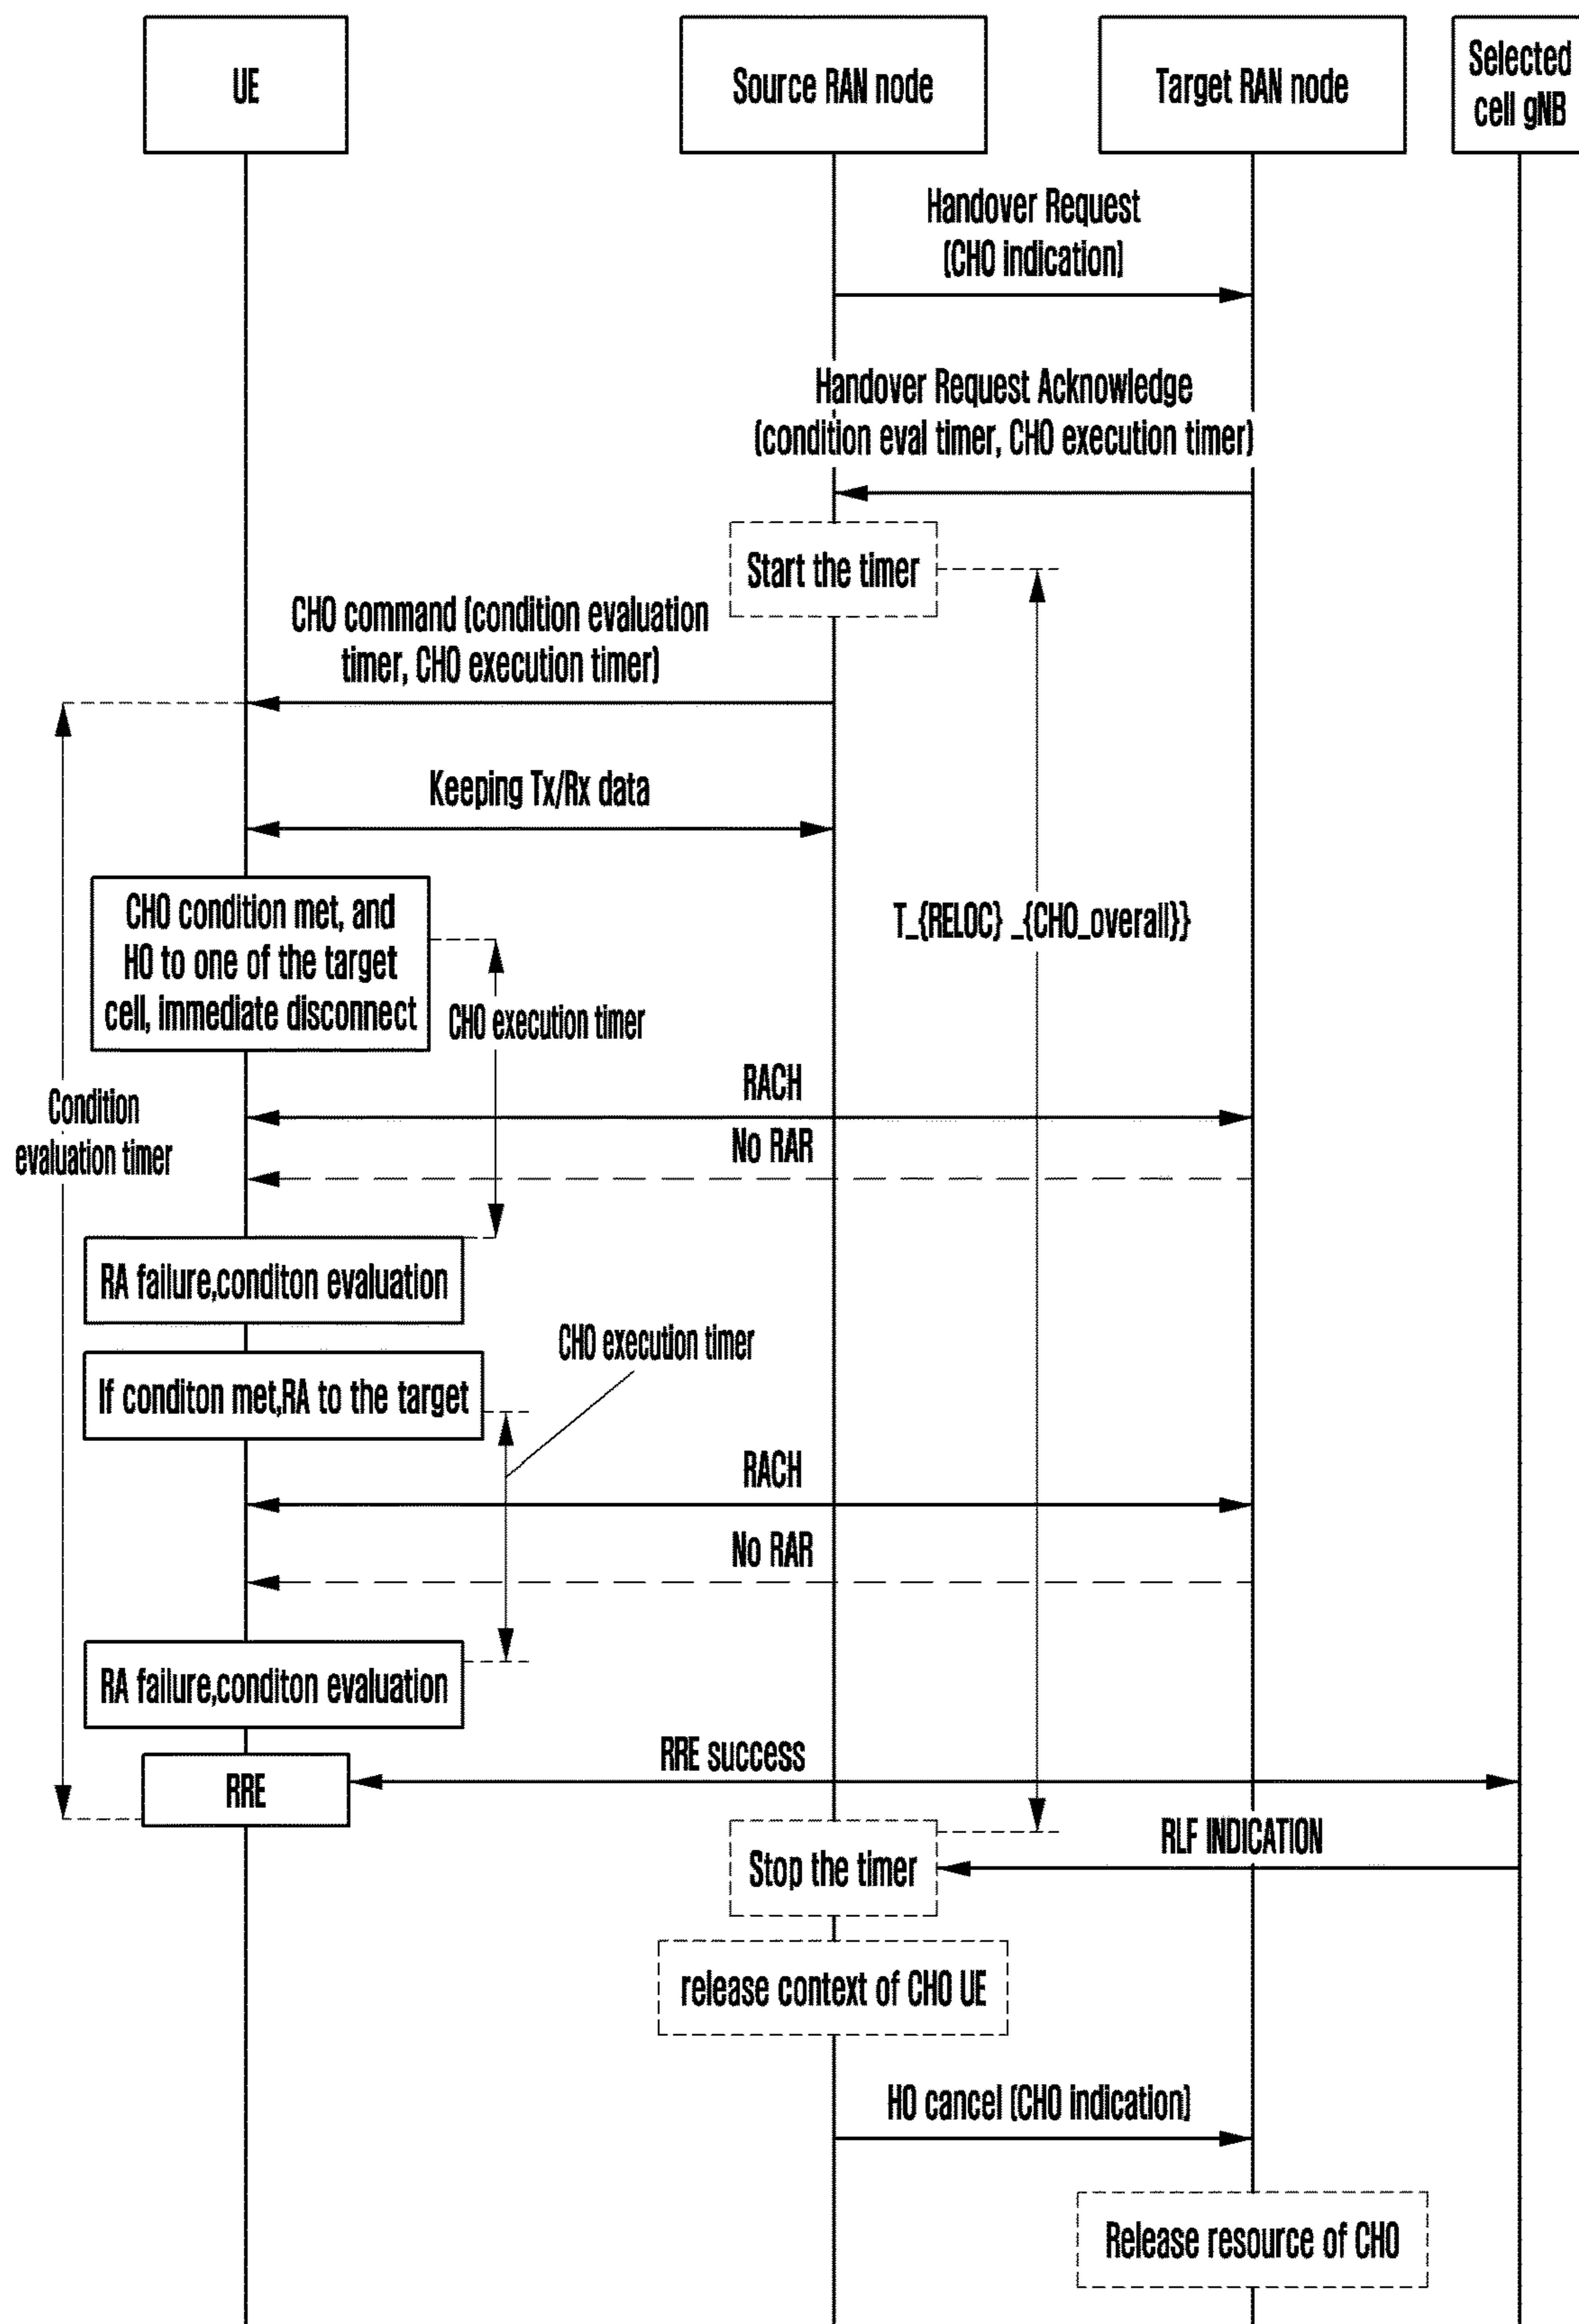 UE
Source RAN node
Target RAN node
Selected
cell gNB
Handover Request
(CHO indication)
Handover Request Acknowledge
(condition eval timer, CHO execution timer)
Start the timer
CHO command (condition evaluation
timer, CHO execution timer)
Keeping Tx/Rx data
CHO condition met, and
HO to one of the target
cell, immediate disconnect
T_{RELOC} _{CHO_overall}}
CHO execution timer
RACH
Condition
evaluation timer
No RAR
RA failure,conditon evaluation
CHO execution timer
If conditon met,RA to the target
RACH
No RAR
RA failure,conditon evaluation
RRE success
RRE
RLF INDICATION
Stop the timer
release context of CHO UE
HO cancel (CHO indication)
Release resource of CHO